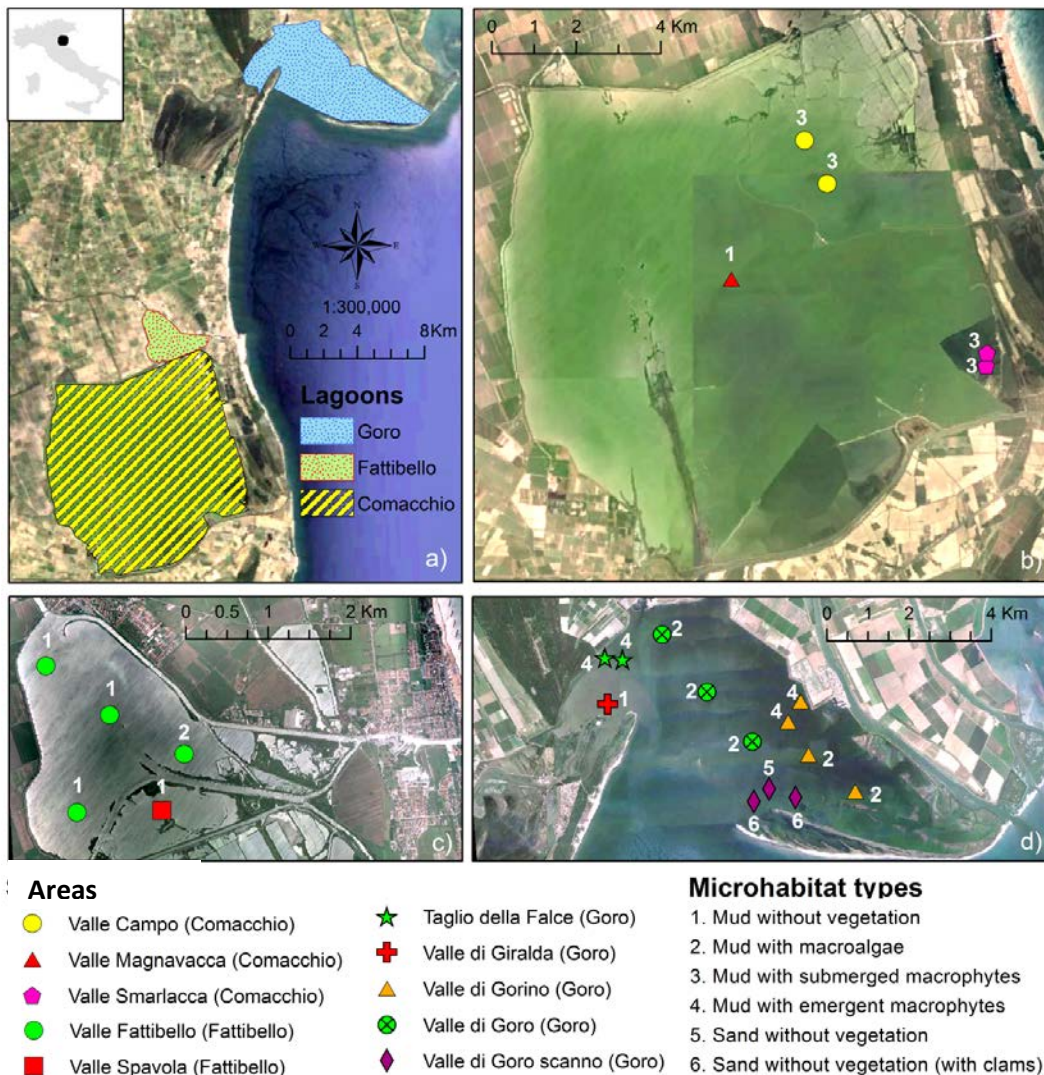 0 2 4 Km
3
3
1
3
3
N
E
S
1:300,000
0 2 4 8Km
Lagoons
Goro
Fattibello
Comacchio
a)
b)
0 0.5 1 2 Km
1
1
2
1
1
c)
0 1 2 4 Km
2
4
4
1
2
4
4
2
2
5
2
6
6
d)
Areas
Valle Campo (Comacchio)
Valle Magnavacca (Comacchio)
Valle Smarlacca (Comacchio)
Valle Fattibello (Fattibello)
Valle Spavola (Fattibello)
Taglio della Falce (Goro)
Valle di Giralda (Goro)
Valle di Gorino (Goro)
Valle di Goro (Goro)
Valle di Goro scanno (Goro)
Microhabitat types
1. Mud without vegetation
2. Mud with macroalgae
3. Mud with submerged macrophytes
4. Mud with emergent macrophytes
5. Sand without vegetation
6. Sand without vegetation (with clams)